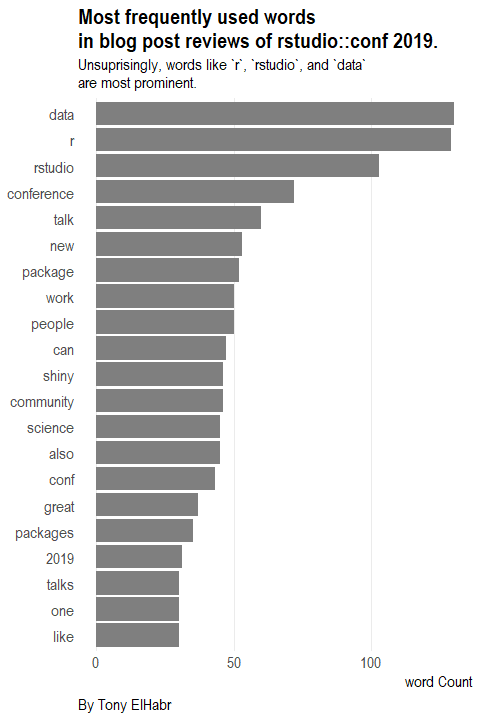 Most frequently used words
in blog post reviews of rstudio::conf 2019.
Unsuprisingly, words like `r`, `rstudio`, and `data`
are most prominent.
data
r
rstudio
conference
talk
new
package
work
people
can
shiny
community
science
also
conf
great
packages
2019
talks
one
like
0 50 100
word Count
By Tony ElHabr